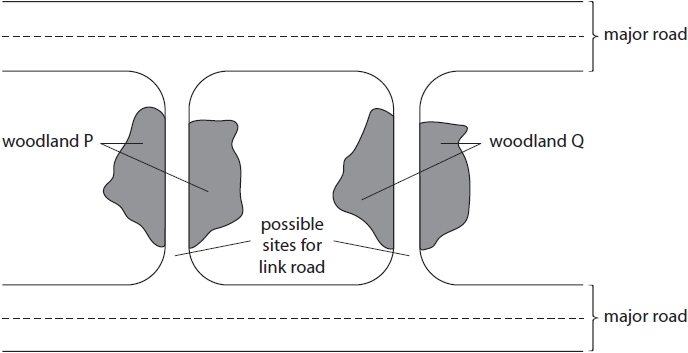 major road
woodland P
woodland Q
possible
sites for
link road
major road